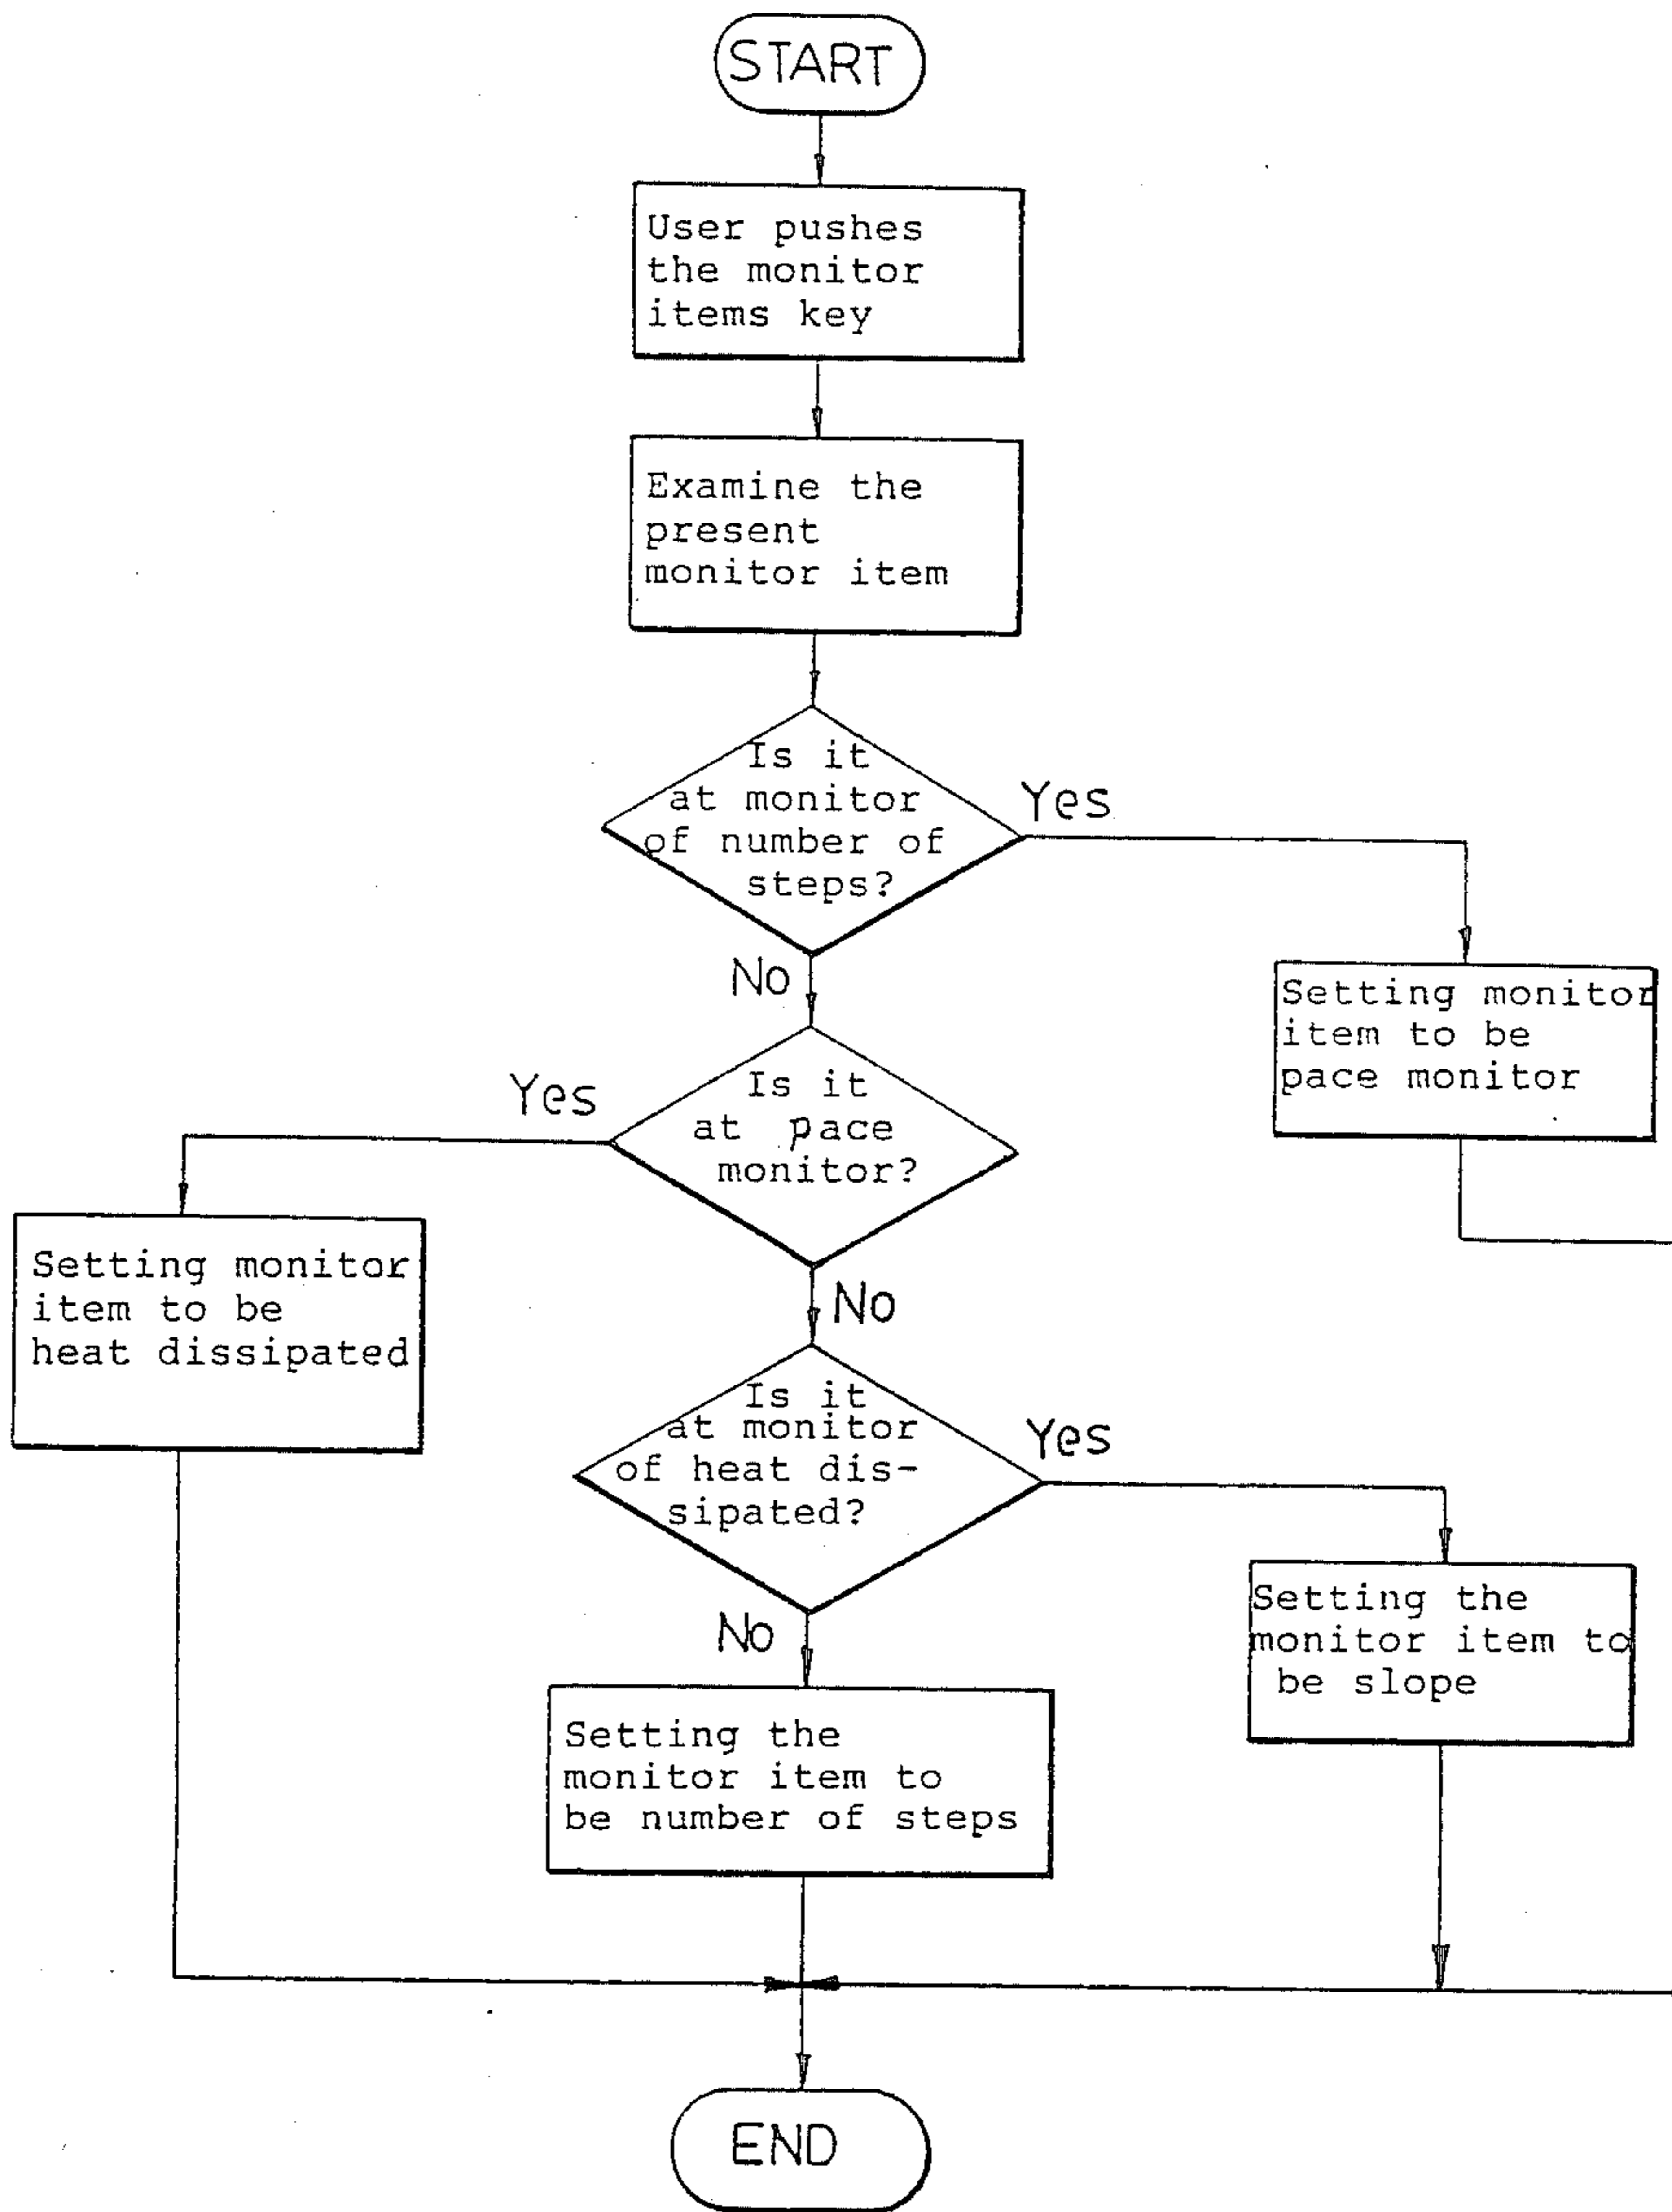 START
User pushes
the monitor
items key
Examine the
present
monitor item
Is it
at monitor
of number of
steps?
Yes
No
Setting monitor
item to be
pace monitor
Is it
at pace
monitor?
Yes
No
Setting monitor
item to be
heat dissipated
Is it
at monitor
of heat dis-
sipated?
Yes
No
Setting the
monitor item to
be slope
Setting the
monitor item to
be number of steps
END